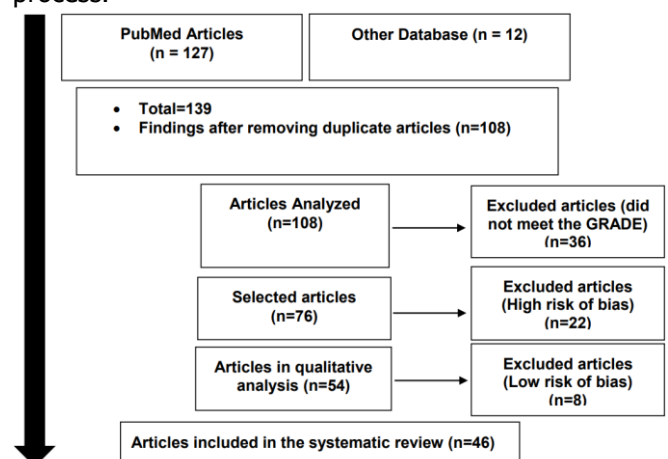 process.
PubMed Articles
(n = 127)
Other Database (n = 12)
• Total=139
• Findings after removing duplicate articles (n=108)
Articles Analyzed
(n=108)
Excluded articles (did
not meet the GRADE)
(n=36)
Selected articles
(n=76)
Excluded articles
(High risk of bias)
(n=22)
Articles in qualitative
analysis (n=54)
Excluded articles
(Low risk of bias)
(n=8)
Articles included in the systematic review (n=46)